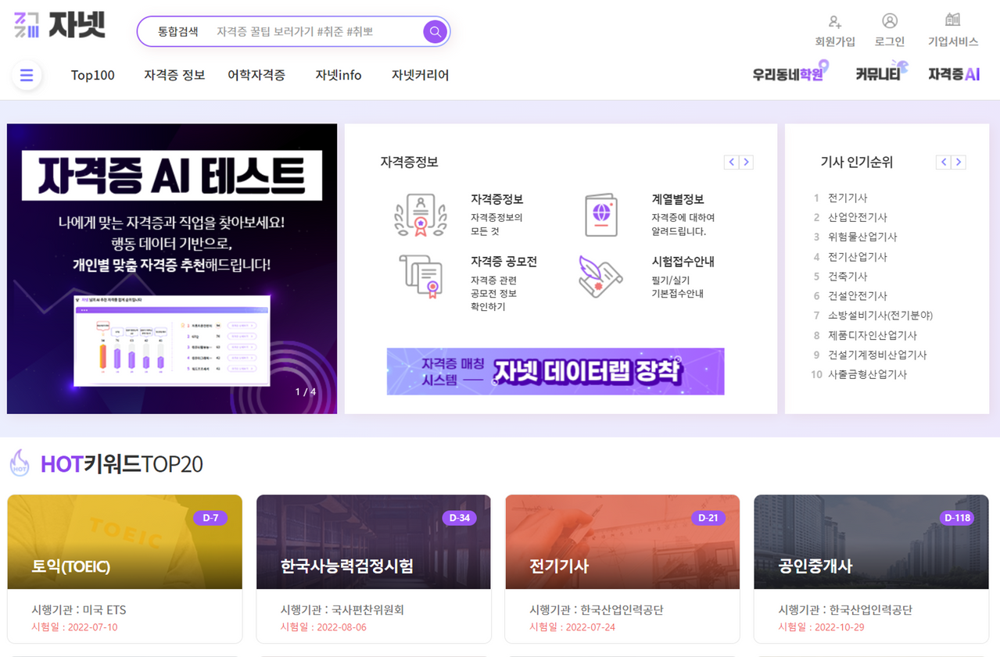 자넷
통합검색 자격증 꿀팁 보러가기 #취준 #취뽀
회원가입 로그인 기업서비스
Top100 자격증 정보 어학자격증 자넷info 자넷커리어
우리동네학원 커뮤니티 자격증AI
자격증 AI 테스트
나에게 맞는 자격증과 직업을 찾아보세요!
행동 데이터 기반으로,
개인별 맞춤 자격증 추천해드립니다!
1 / 4
자격증정보
자격증정보
자격증정보의
모든 것
계열별정보
자격증에 대하여
알려드립니다.
자격증 공모전
자격증 관련
공모전 정보
확인하기
시험접수안내
필기/실기
기본접수안내
자격증 매칭
시스템
자넷 데이터랩 장착
기사 인기순위
1 전기기사
2 산업안전기사
3 위험물산업기사
4 전기산업기사
5 건축기사
6 건설안전기사
7 소방설비기사(전기분야)
8 제품디자인산업기사
9 건설기계정비산업기사
10 사출금형산업기사
HOT
HOT키워드TOP20
D-7
TOEIC
토익(TOEIC)
시행기관 : 미국 ETS
시험일 : 2022-07-10
D-34
한국사능력검정시험
시행기관 : 국사편찬위원회
시험일 : 2022-08-06
D-21
전기기사
시행기관 : 한국산업인력공단
시험일 : 2022-07-24
D-118
공인중개사
시행기관 : 한국산업인력공단
시험일 : 2022-10-29